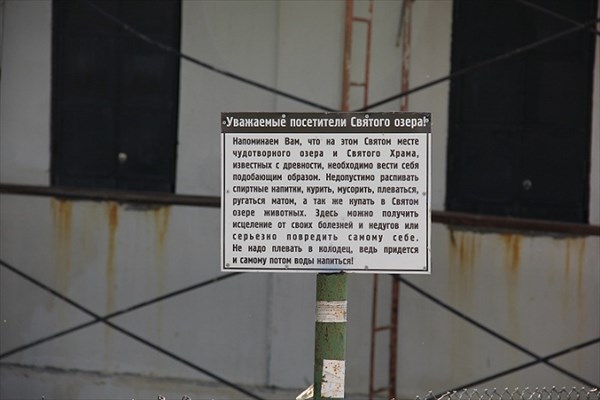 Уважаемые посетители Святого озера!
Напоминаем Вам, что на этом Святом месте
чудотворного озера и Святого Храма,
известных с древности, необходимо вести себя
подобающим образом. Недопустимо распивать
спиртные напитки, курить, мусорить, плеваться,
ругаться матом, а так же купать в Святом
озере животных. Здесь можно получить
исцеление от своих болезней и недугов или
серьезно повредить самому себе.
Не надо плевать в колодец, ведь придется
и самому потом воды напиться!